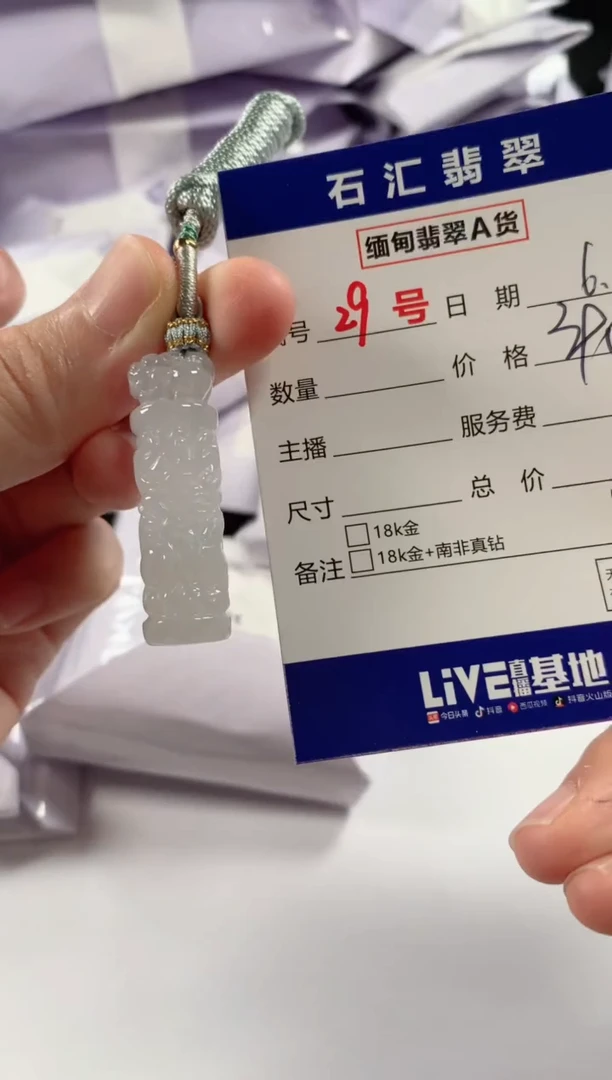 石汇翡翠
缅甸翡翠A货
号 29号 日期 6.
数量 价格
主播 服务费
尺寸 总价
备注 18k金
18k金+南非真钻
LiVE直播基地
今日头条 抖音 西瓜视频 抖音火山版